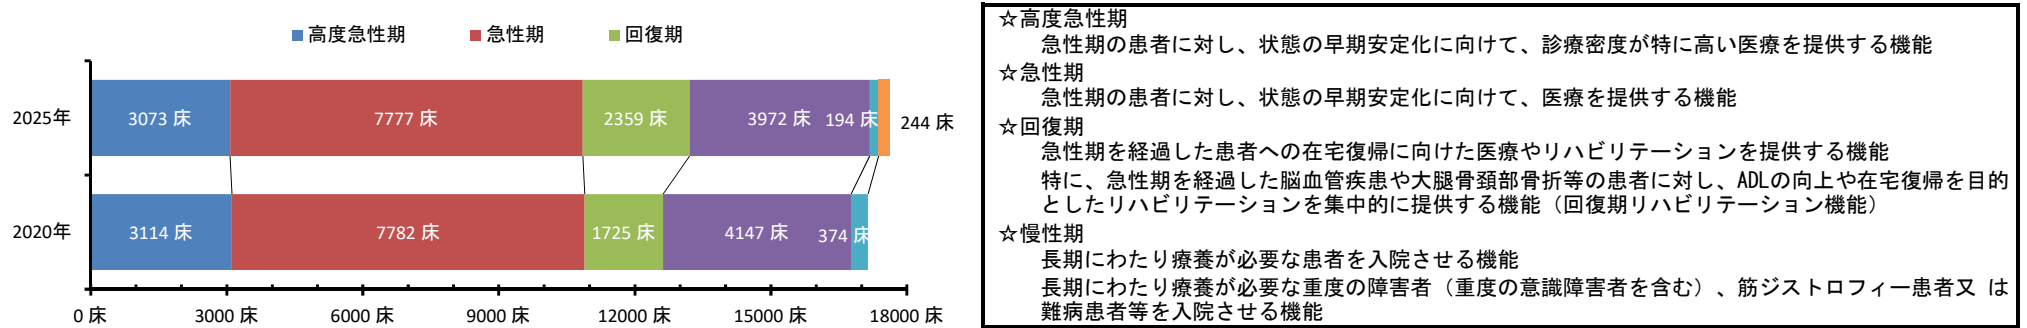 高度急性期 急性期 回復期
2025年 3073 床 7777 床 2359 床 3972 床 194 床 244 床
2020年 3114 床 7782 床 1725 床 4147 床 374 床
0 床 3000 床 6000 床 9000 床 12000 床 15000 床 18000 床
☆高度急性期
急性期の患者に対し、状態の早期安定化に向けて、診療密度が特に高い医療を提供する機能
☆急性期
急性期の患者に対し、状態の早期安定化に向けて、医療を提供する機能
☆回復期
急性期を経過した患者への在宅復帰に向けた医療やリハビリテーションを提供する機能
特に、急性期を経過した脳血管疾患や大腿骨頚部骨折等の患者に対し、ADLの向上や在宅復帰を目的
としたリハビリテーションを集中的に提供する機能（回復期リハビリテーション機能）
☆慢性期
長期にわたり療養が必要な患者を入院させる機能
長期にわたり療養が必要な重度の障害者（重度の意識障害者を含む）、筋ジストロフィー患者又 は
難病患者等を入院させる機能